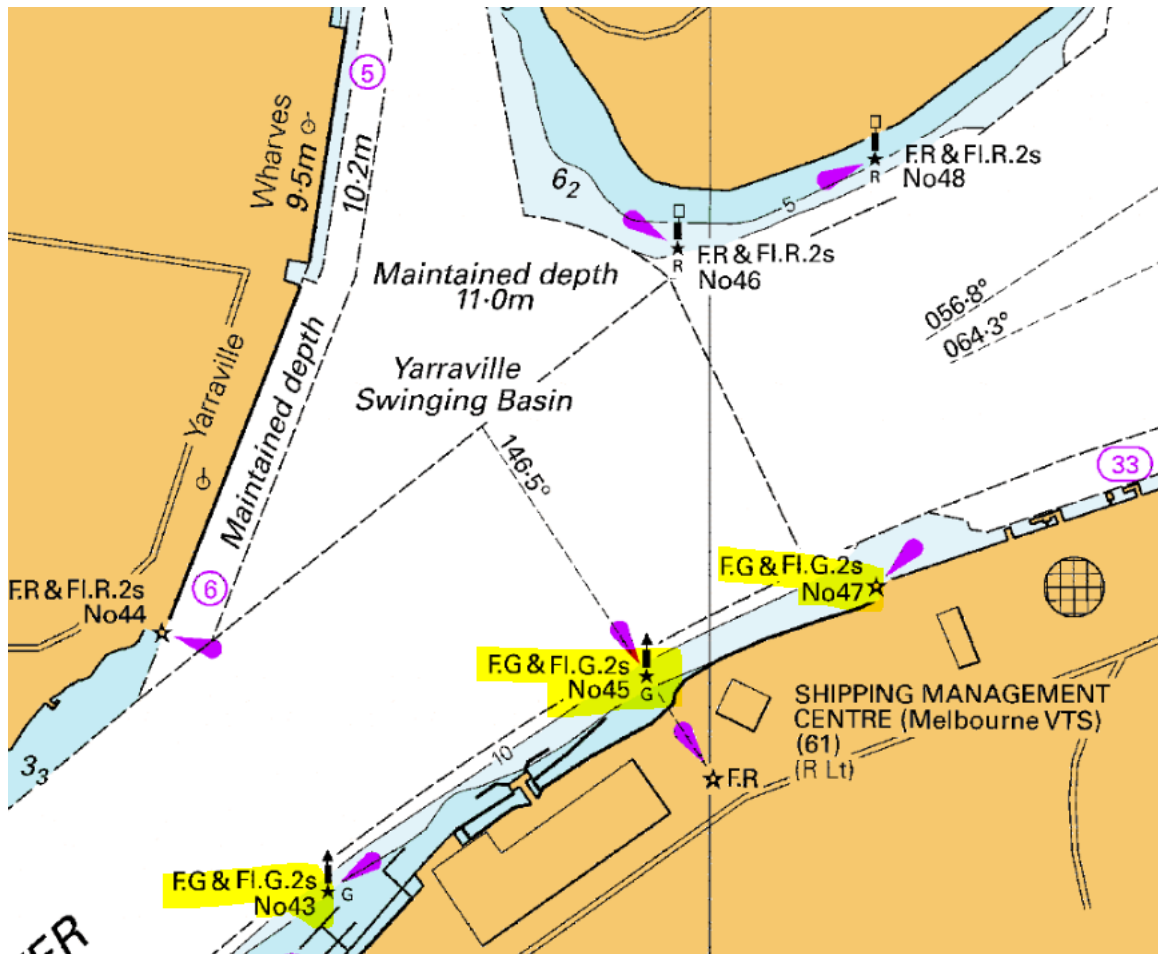 5
Wharves
9·5m
10·2m
6₂
5
F.R & Fl.R.2s
No48
R
F.R & Fl.R.2s
No46
R
Maintained depth
11·0m
056·8°
064·3°
Yarraville
Maintained depth
Yarraville
Swinging Basin
146·5°
33
F.R & Fl.R.2s
No44
6
F.G & Fl.G.2s
No47
F.G & Fl.G.2s
No45
G
SHIPPING MANAGEMENT
CENTRE (Melbourne VTS)
(61)
(R Lt)
F.R
3₃
10
F.G & Fl.G.2s
No43
G
ER